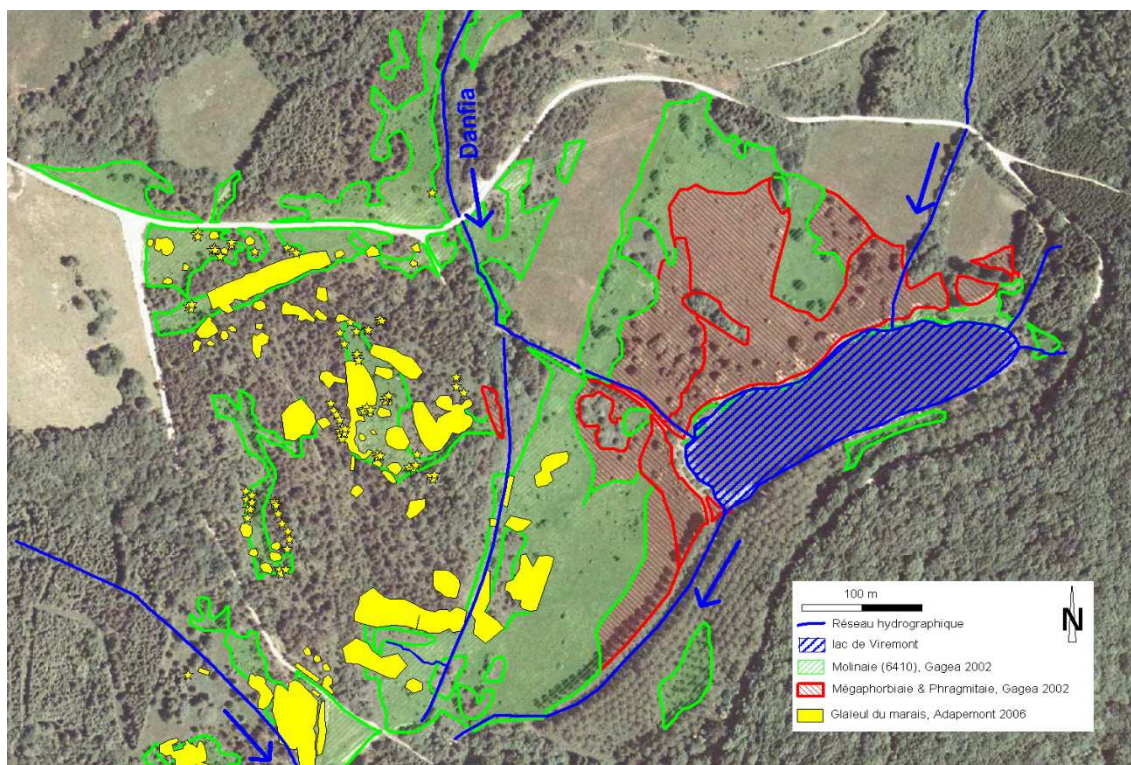 Danfia
100 m
N
Réseau hydrographique
lac de Viremont
Molinaie (6410), Gagea 2002
Mégaphorbiaie & Phragmitaie, Gagea 2002
Glaïeul du marais, Adapemont 2006